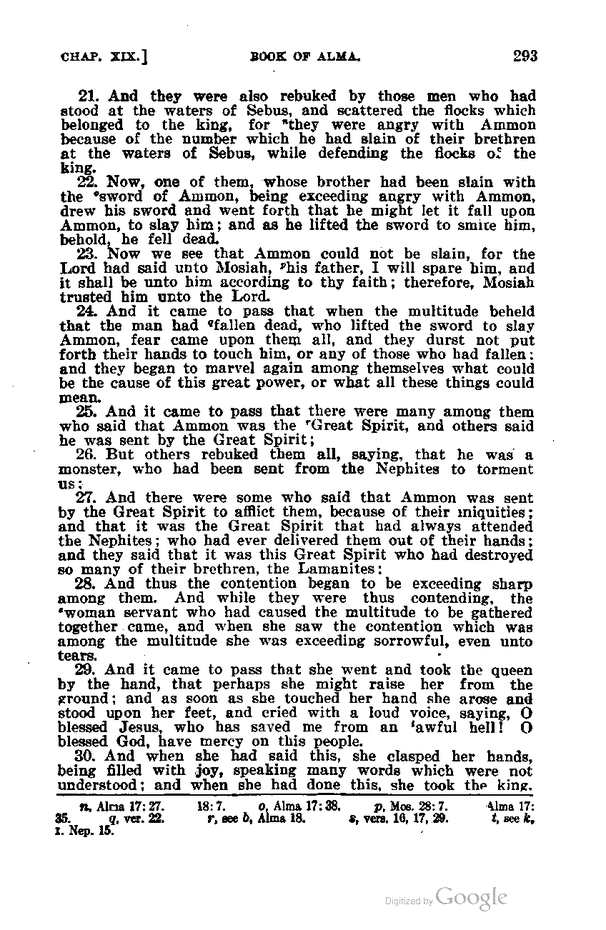 CHAP. XIX.] BOOK OF ALMA. 293
21. And they were also rebuked by those men who had
stood at the waters of Sebus, and scattered the flocks which
belonged to the king, for ⁿthey were angry with Ammon
because of the number which he had slain of their brethren
at the waters of Sebus, while defending the flocks of the
king.
22. Now, one of them, whose brother had been slain with
the ᵒsword of Ammon, being exceeding angry with Ammon,
drew his sword and went forth that he might let it fall upon
Ammon, to slay him; and as he lifted the sword to smite him,
behold, he fell dead.
23. Now we see that Ammon could not be slain, for the
Lord had said unto Mosiah, ᵖhis father, I will spare him, and
it shall be unto him according to thy faith; therefore, Mosiah
trusted him unto the Lord.
24. And it came to pass that when the multitude beheld
that the man had qfallen dead, who lifted the sword to slay
Ammon, fear came upon them all, and they durst not put
forth their hands to touch him, or any of those who had fallen;
and they began to marvel again among themselves what could
be the cause of this great power, or what all these things could
mean.
25. And it came to pass that there were many among them
who said that Ammon was the ʳGreat Spirit, and others said
he was sent by the Great Spirit;
26. But others rebuked them all, saying, that he was a
monster, who had been sent from the Nephites to torment
us;
27. And there were some who said that Ammon was sent
by the Great Spirit to afflict them, because of their iniquities;
and that it was the Great Spirit that had always attended
the Nephites; who had ever delivered them out of their hands;
and they said that it was this Great Spirit who had destroyed
so many of their brethren, the Lamanites:
28. And thus the contention began to be exceeding sharp
among them. And while they were thus contending, the
ˢwoman servant who had caused the multitude to be gathered
together came, and when she saw the contention which was
among the multitude she was exceeding sorrowful, even unto
tears.
29. And it came to pass that she went and took the queen
by the hand, that perhaps she might raise her from the
ground; and as soon as she touched her hand she arose and
stood upon her feet, and cried with a loud voice, saying, O
blessed Jesus, who has saved me from an ᵗawful hell! O
blessed God, have mercy on this people.
30. And when she had said this, she clasped her hands,
being filled with joy, speaking many words which were not
understood; and when she had done this, she took the king,
n, Alma 17:27. 18:7. o, Alma 17:38. p, Mos. 28:7. Alma 17:
35. q, ver. 22. r, see b, Alma 18. s, vers. 16, 17, 29. t, see k,
1. Nep. 15.
Digitized by Google